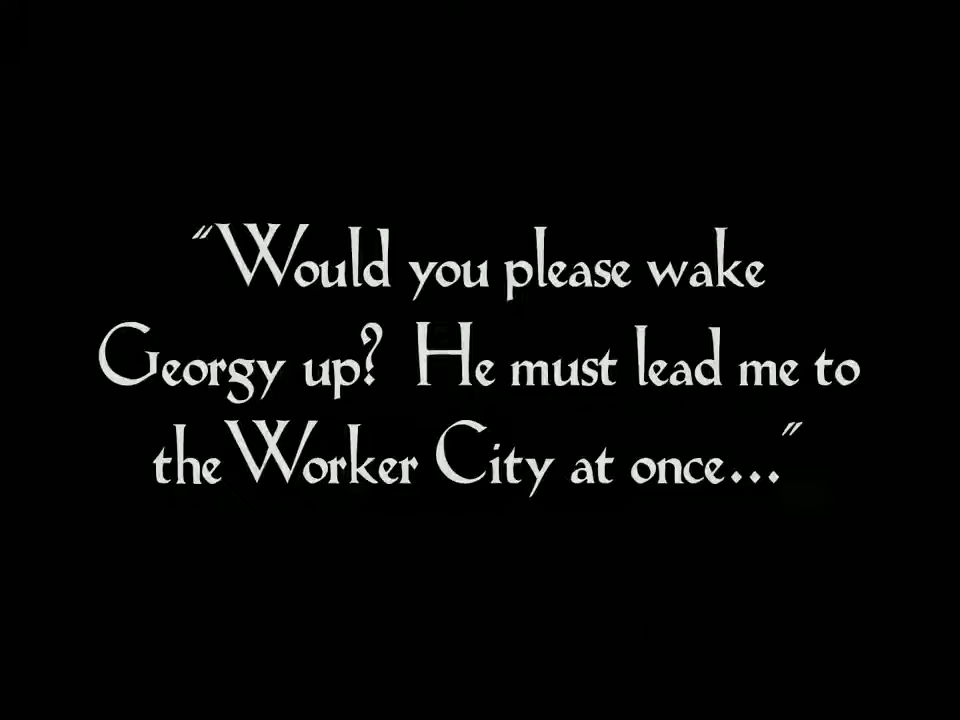 "Would you please wake
Georgy up?  He must lead me to
the Worker City at once..."